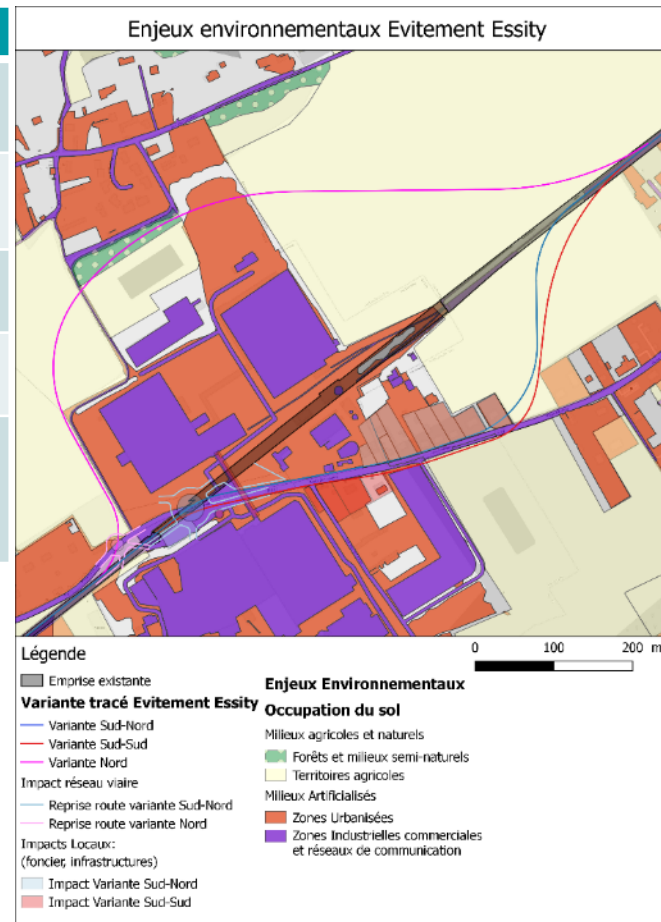 Enjeux environnementaux Evitement Essity
0 100 200 m
Légende
Emprise existante
Variante tracé Evitement Essity
Variante Sud-Nord
Variante Sud-Sud
Variante Nord
Impact réseau viaire
Reprise route variante Sud-Nord
Reprise route variante Nord
Impacts Locaux:
(foncier, infrastructures)
Impact Variante Sud-Nord
Impact Variante Sud-Sud
Enjeux Environnementaux
Occupation du sol
Milieux agricoles et naturels
Forêts et milieux semi-naturels
Territoires agricoles
Milieux Artificialisés
Zones Urbanisées
Zones Industrielles commerciales
et réseaux de communication